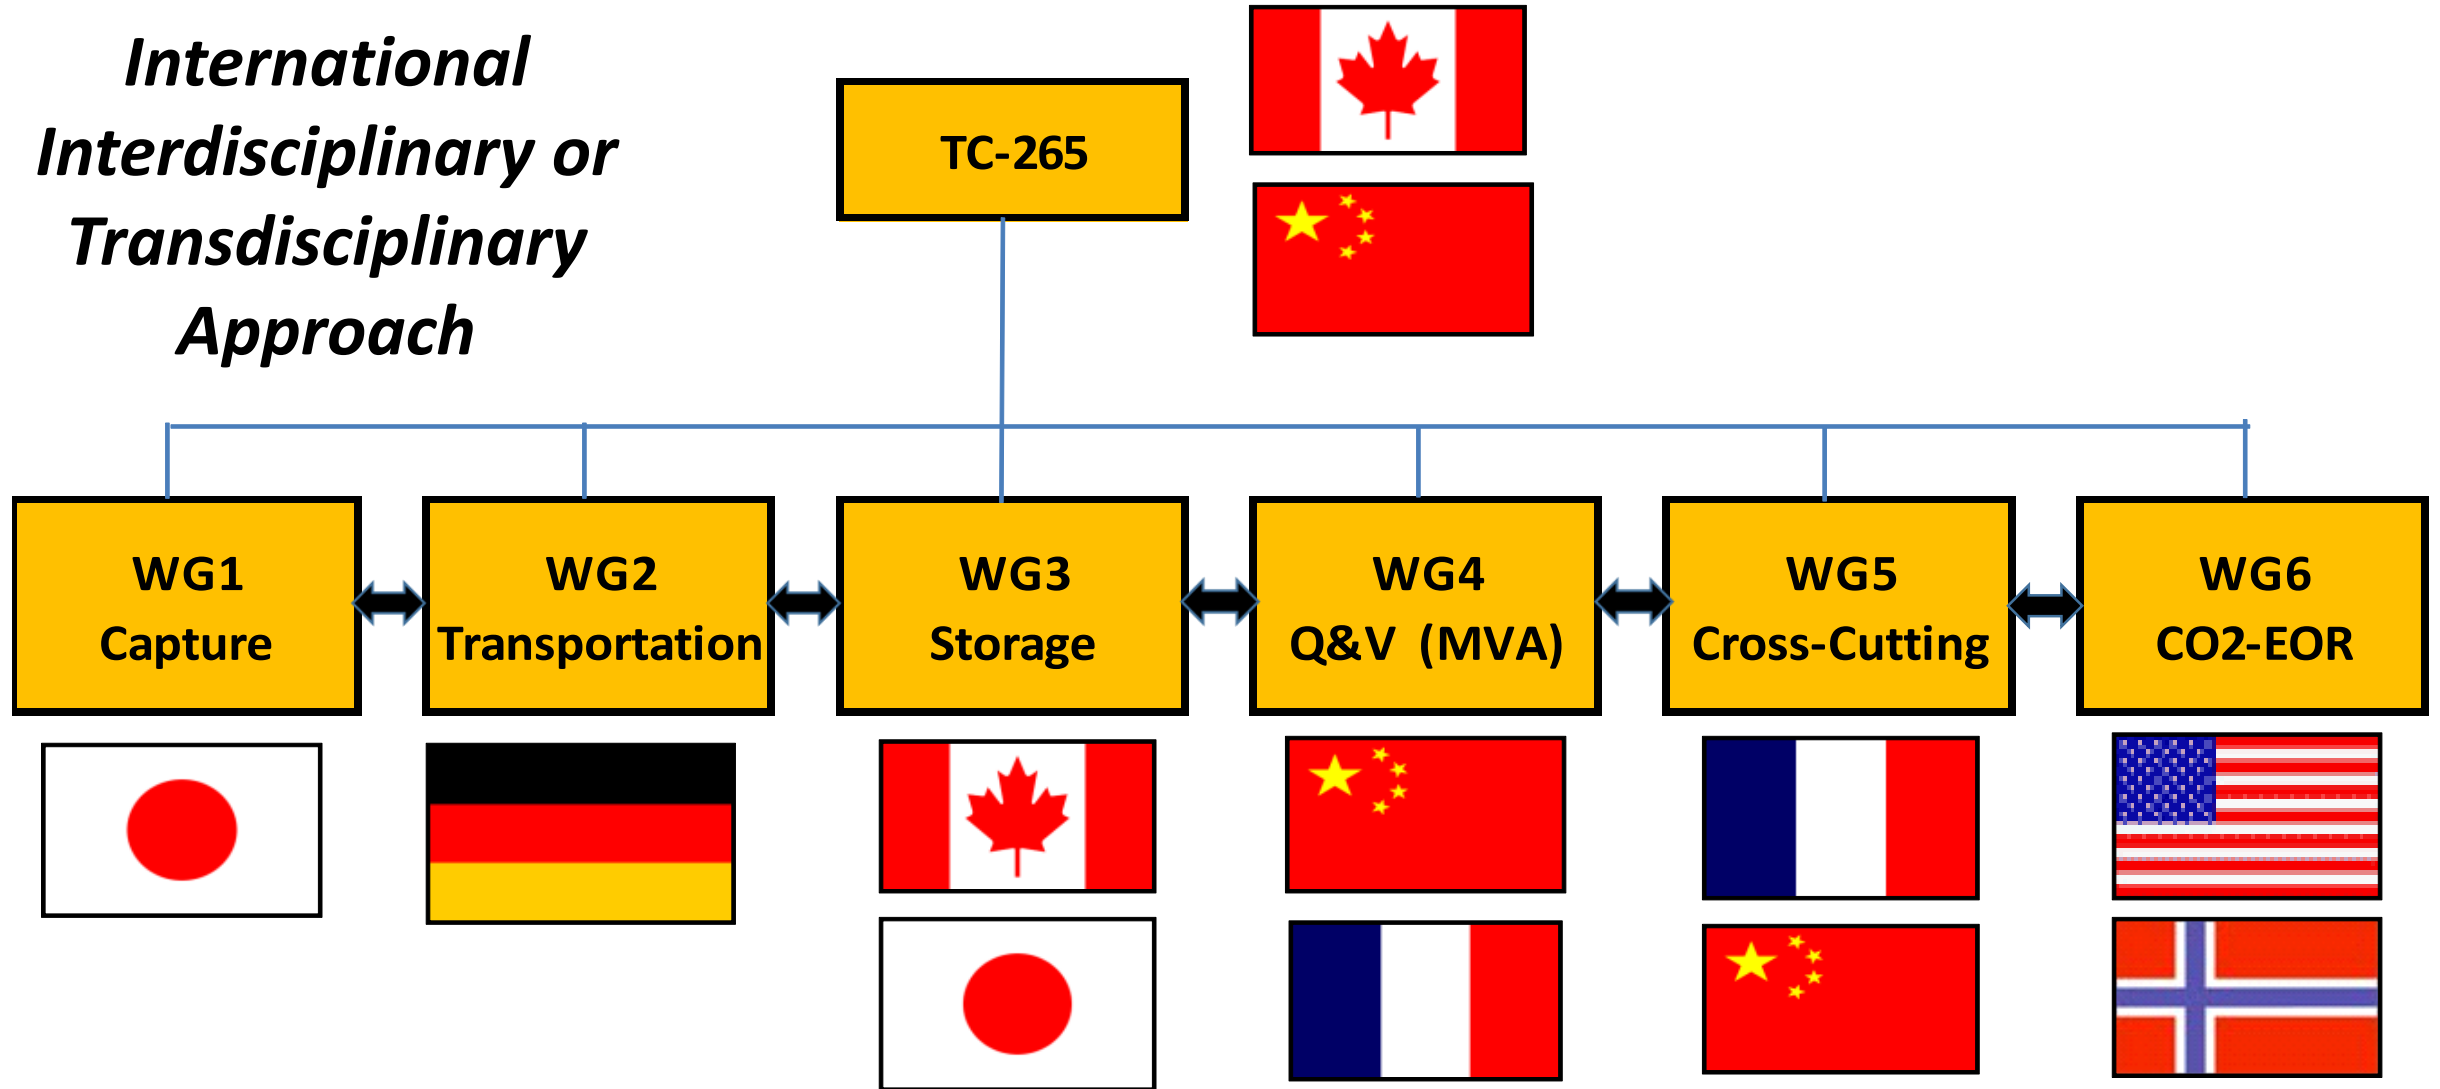 International
Interdisciplinary or
Transdisciplinary
Approach
TC-265
WG1
Capture
WG2
Transportation
WG3
Storage
WG4
Q&V (MVA)
WG5
Cross-Cutting
WG6
CO2-EOR